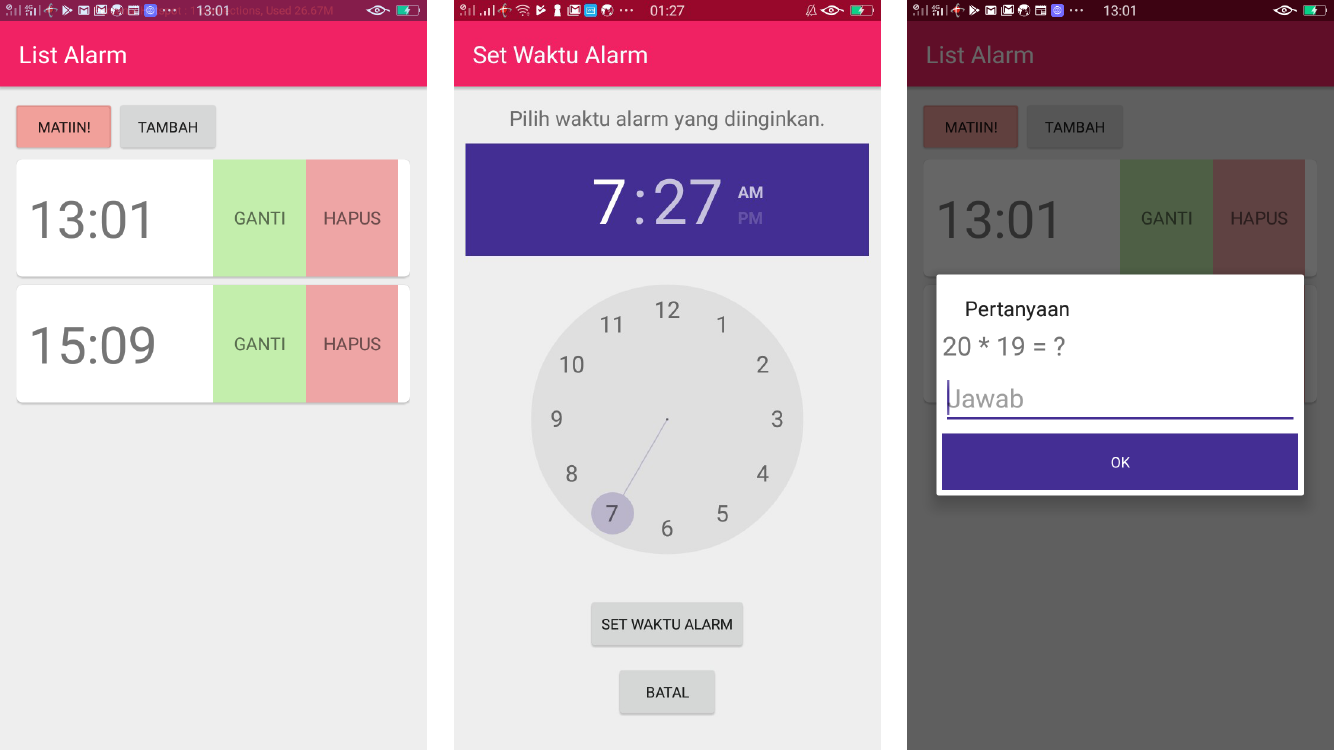 13:01 ctions, Used 26.67M
List Alarm
MATIIN! TAMBAH
13:01 GANTI HAPUS
15:09 GANTI HAPUS
01:27
Set Waktu Alarm
Pilih waktu alarm yang diinginkan.
7:27 AM
PM
12
11 1
10 2
9 3
8 4
7 5
6
SET WAKTU ALARM
BATAL
13:01
List Alarm
MATIIN! TAMBAH
13:01 GANTI HAPUS
Pertanyaan
20 * 19 = ?
Jawab
OK